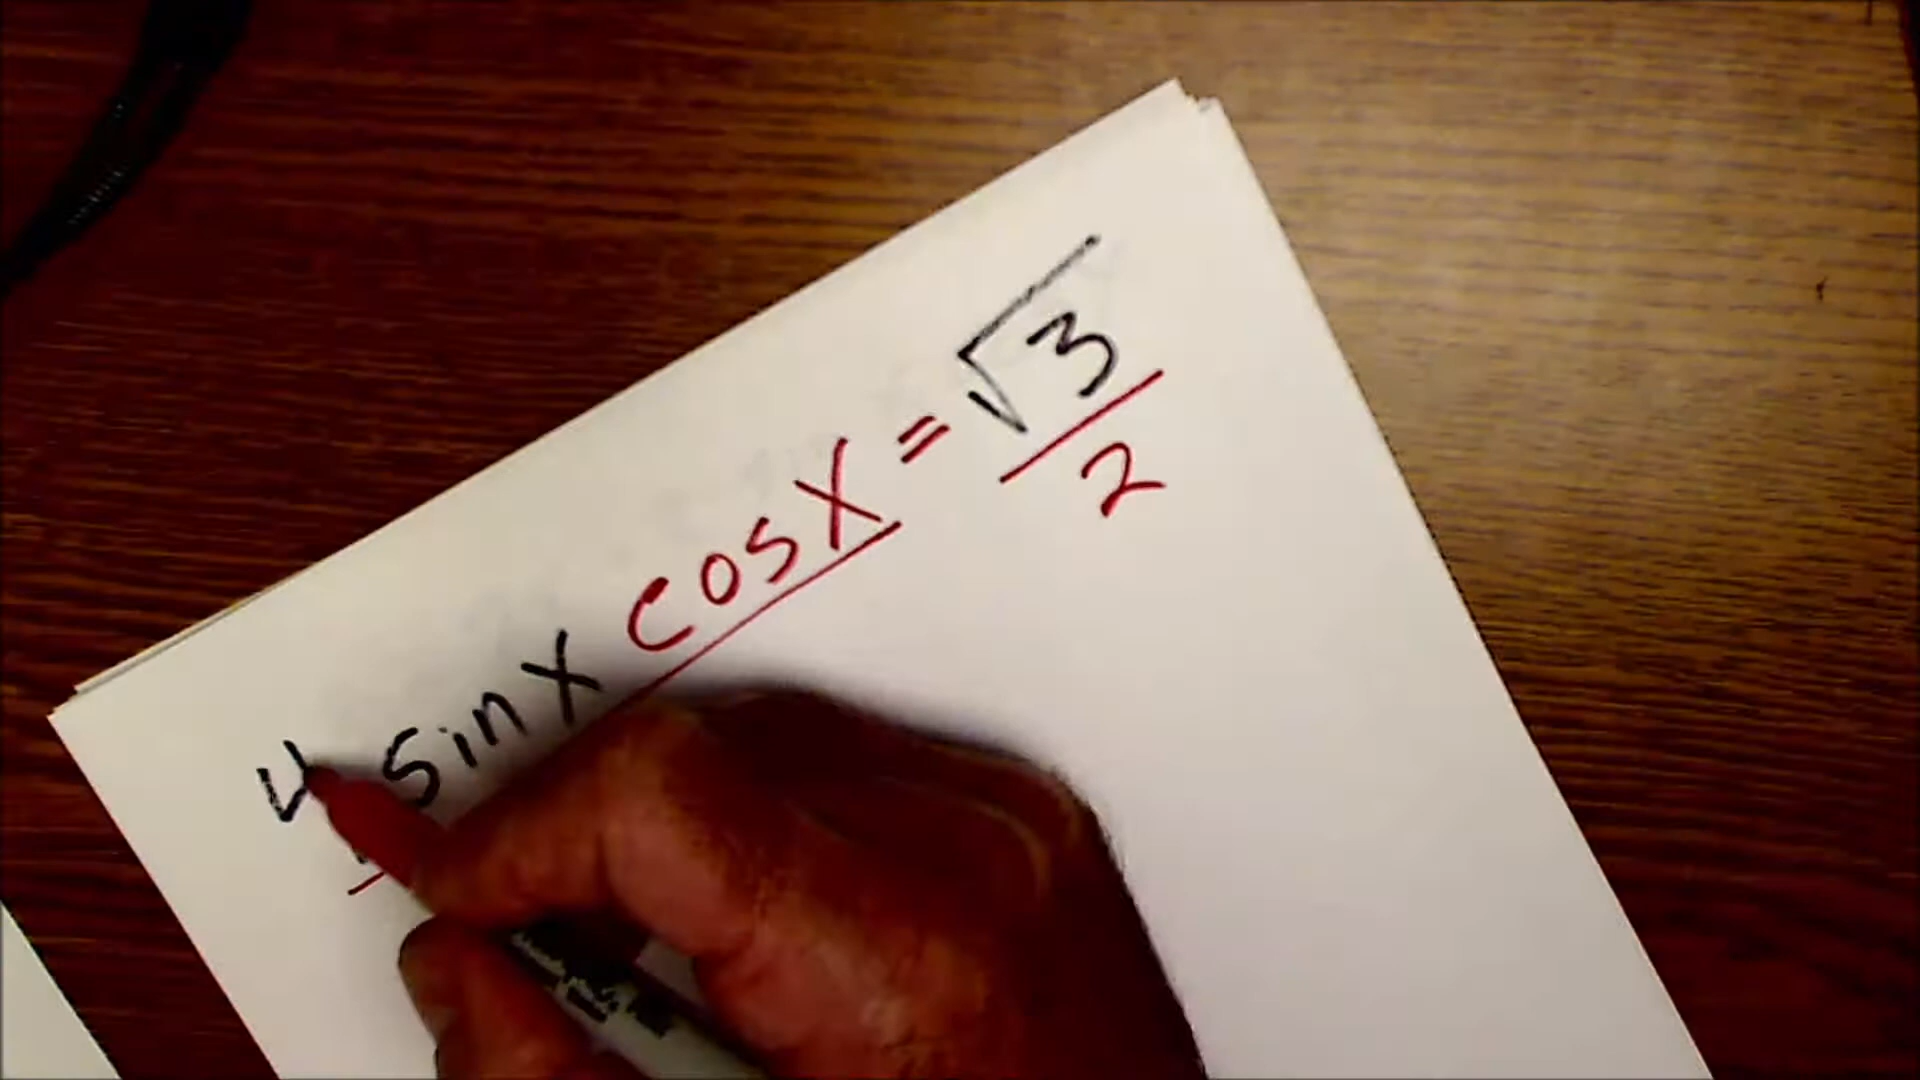 4 sin x cos x = √3/2